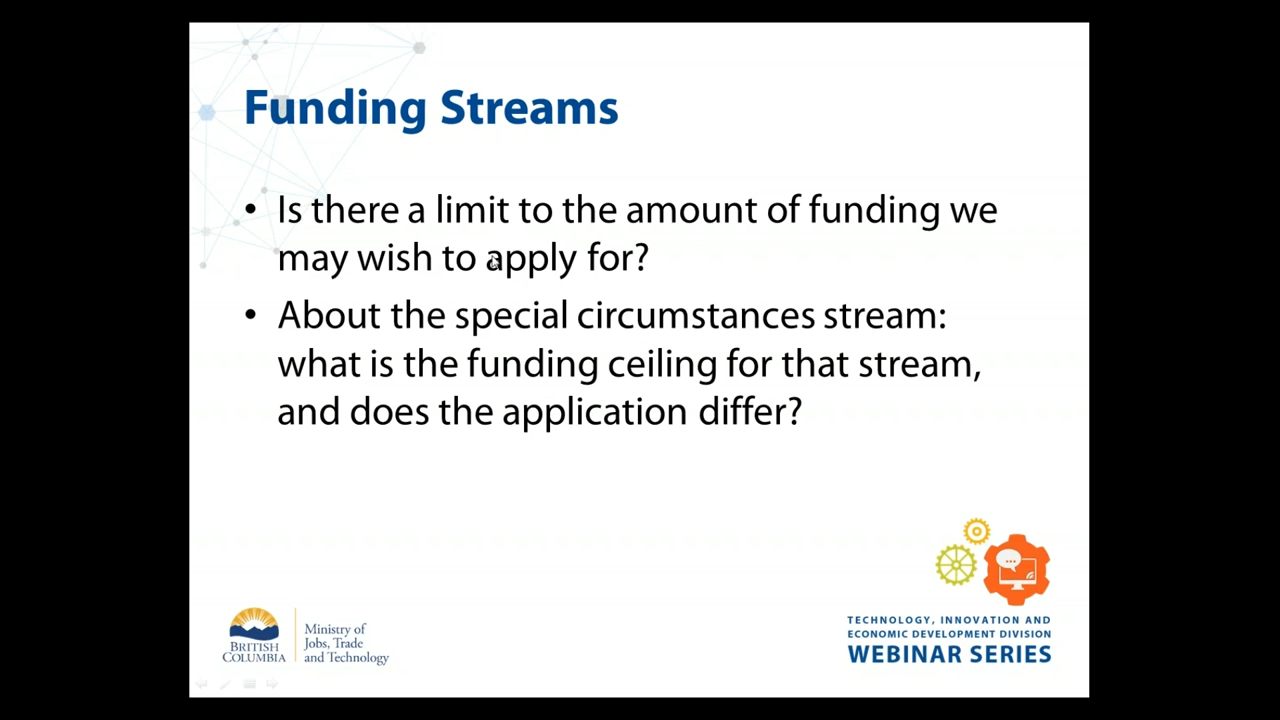 Funding Streams
• Is there a limit to the amount of funding we
may wish to apply for?
• About the special circumstances stream:
what is the funding ceiling for that stream,
and does the application differ?
BRITISH
COLUMBIA
Ministry of
Jobs, Trade
and Technology
TECHNOLOGY, INNOVATION AND
ECONOMIC DEVELOPMENT DIVISION
WEBINAR SERIES